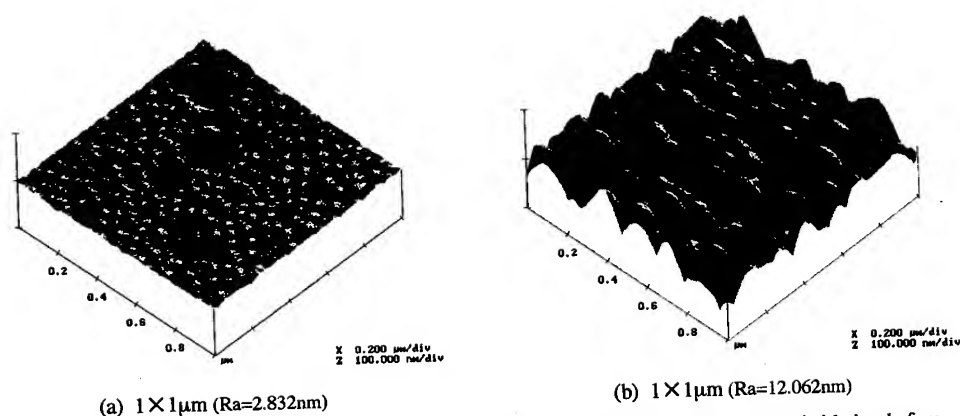 0.2
0.4
0.6
0.8
μm
X 0.200 μm/div
Z 100.000 nm/div
(a) 1×1μm (Ra=2.832nm)
0.2
0.4
0.6
0.8
μm
X 0.200 μm/div
Z 100.000 nm/div
(b) 1×1μm (Ra=12.062nm)